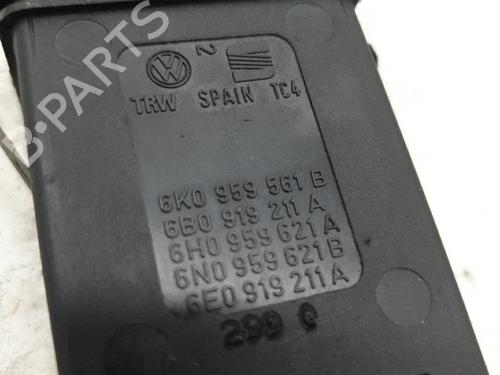 2
TRW SPAIN TC4
6K0 959 561 B
6B0 919 211 A
6H0 959 621 A
6N0 959 621 B
6E0 919 211 A
299 C
B-PARTS